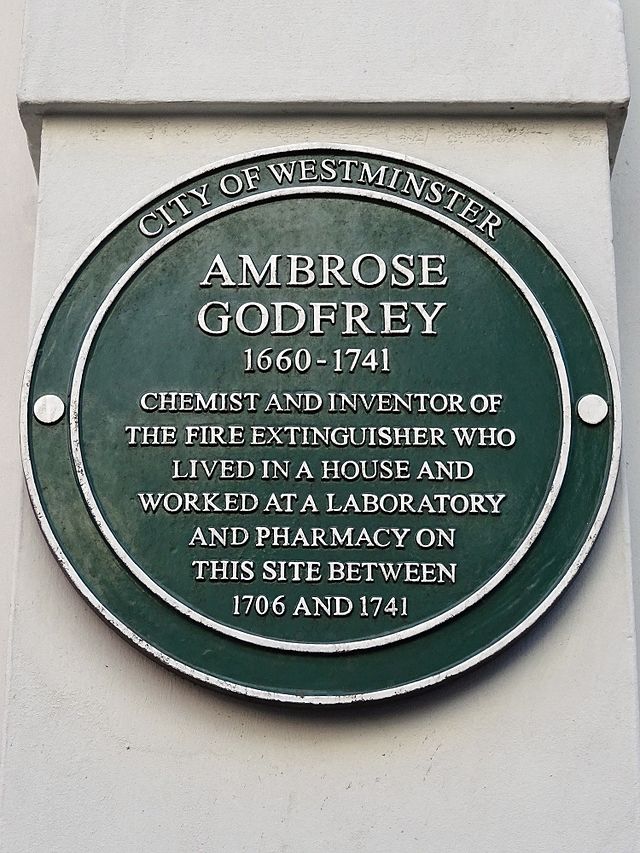 CITY OF WESTMINSTER
AMBROSE
GODFREY
1660-1741
CHEMIST AND INVENTOR OF
THE FIRE EXTINGUISHER WHO
LIVED IN A HOUSE AND
WORKED AT A LABORATORY
AND PHARMACY ON
THIS SITE BETWEEN
1706 AND 1741